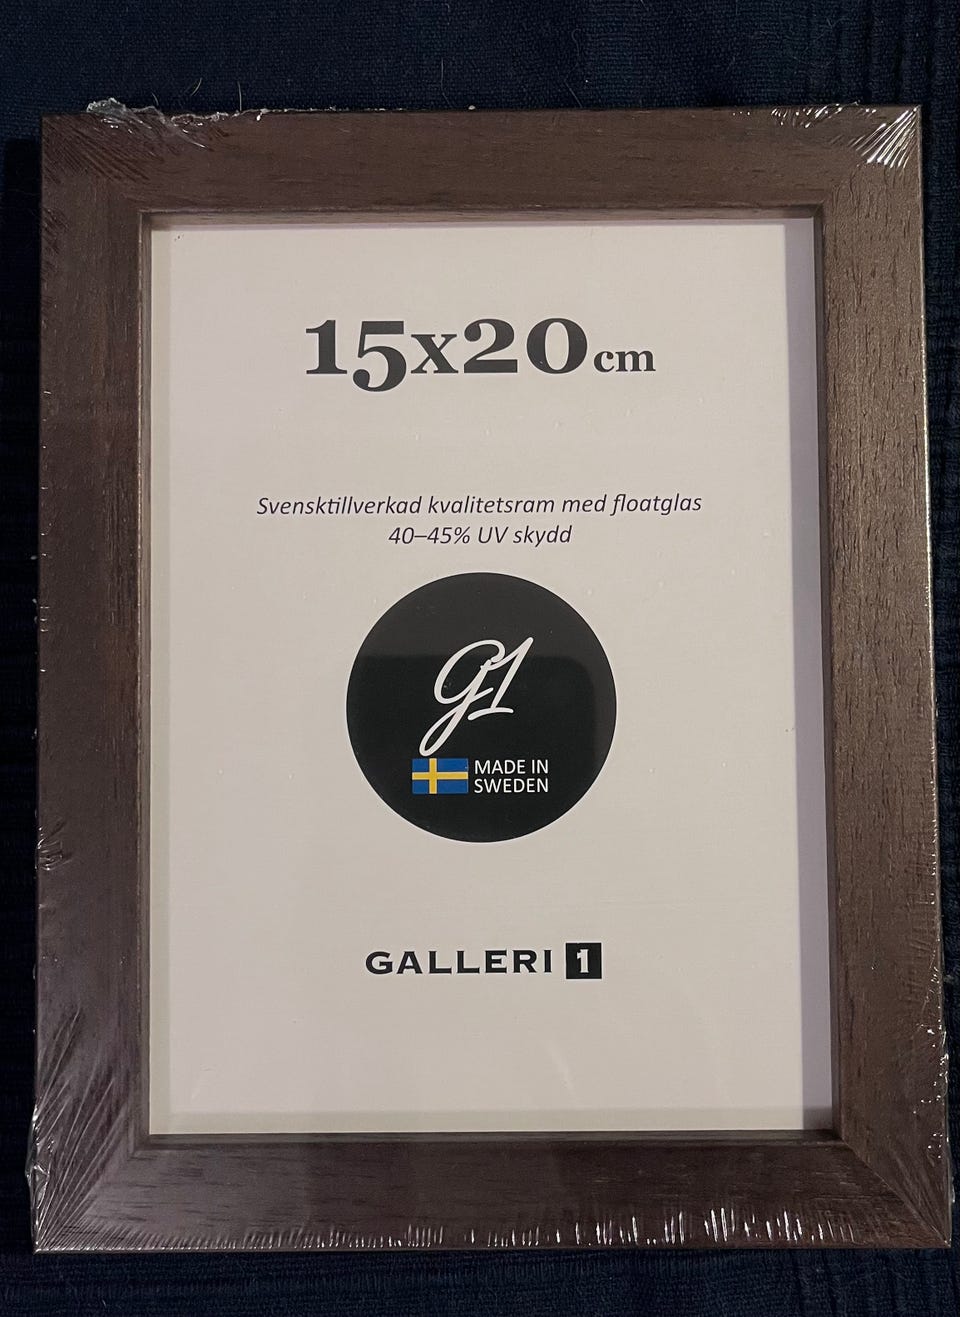 15x20cm
Svensktillverkad kvalitetsram med floatglas
40–45% UV skydd
G1
MADE IN
SWEDEN
GALLERI 1